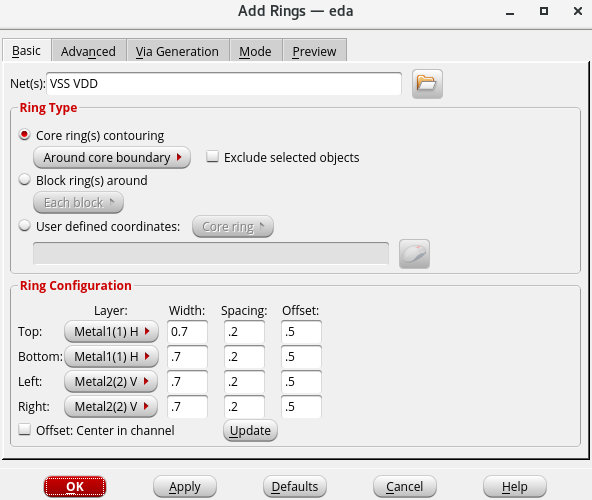 Add Rings — eda
Basic Advanced Via Generation Mode Preview
Net(s): VSS VDD
Ring Type
Core ring(s) contouring
Around core boundary Exclude selected objects
Block ring(s) around
Each block
User defined coordinates: Core ring
Ring Configuration
Layer: Width: Spacing: Offset:
Top: Metal1(1) H 0.7 .2 .5
Bottom: Metal1(1) H .7 .2 .5
Left: Metal2(2) V .7 .2 .5
Right: Metal2(2) V .7 .2 .5
Offset: Center in channel Update
OK Apply Defaults Cancel Help